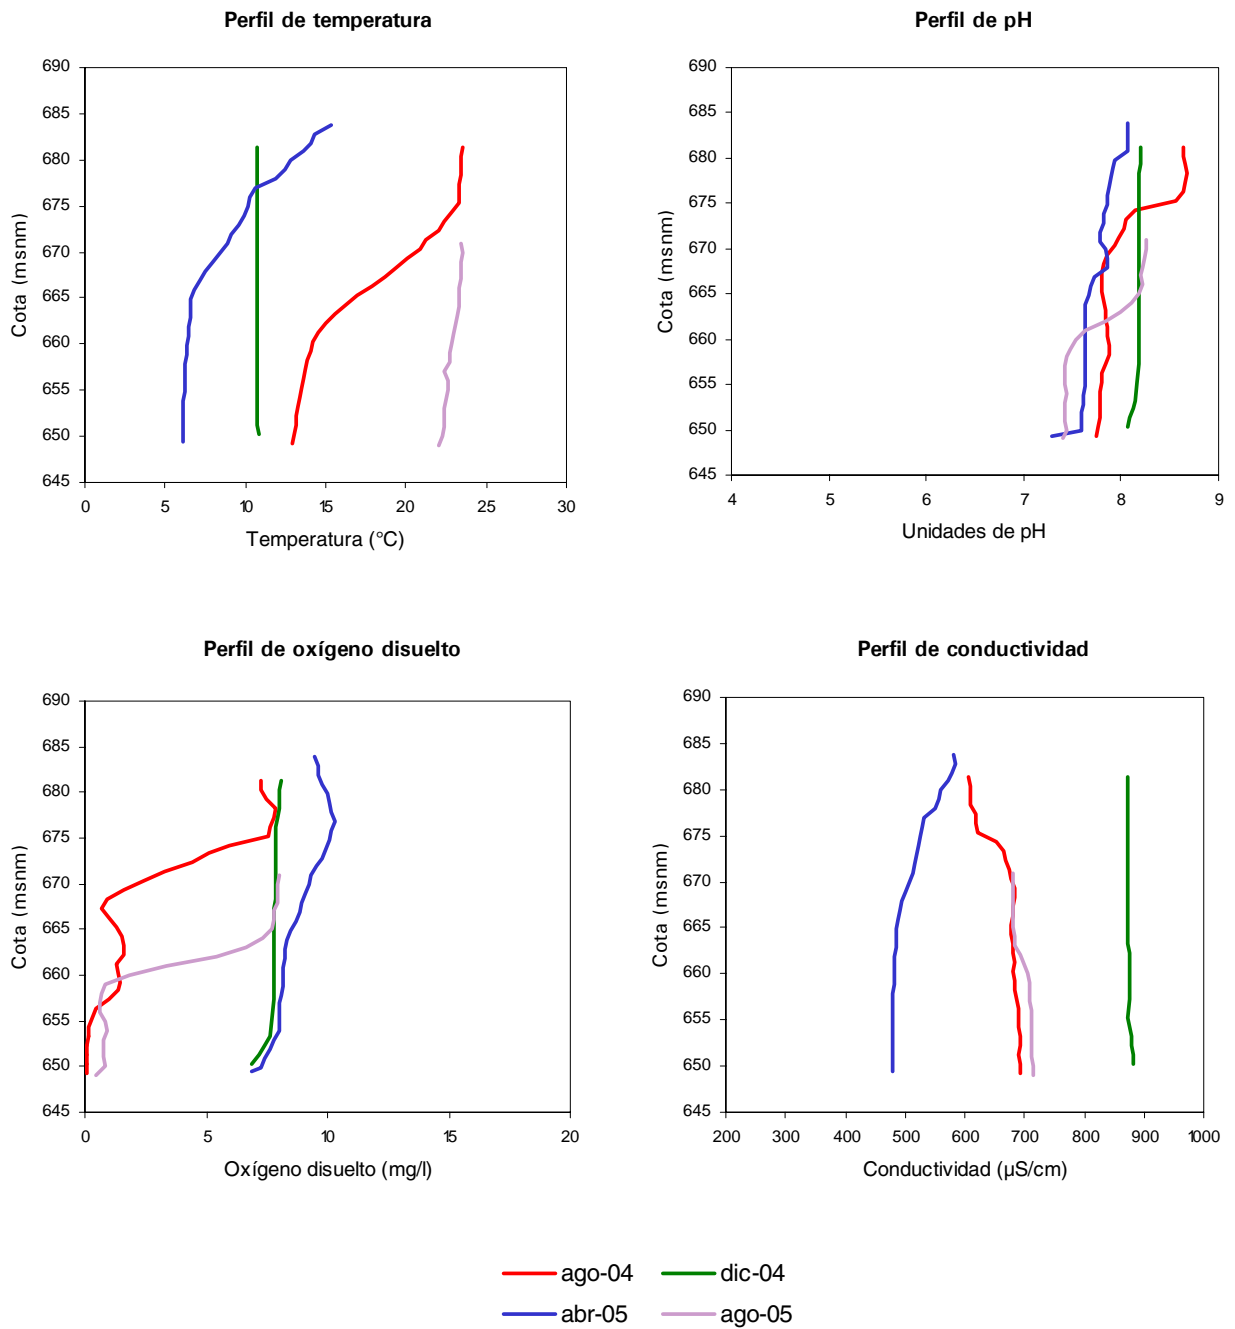 Perfil de temperatura
690
685
680
675
670
665
660
655
650
645
Cota (msnm)
0 5 10 15 20 25 30
Temperatura (°C)
Perfil de pH
690
685
680
675
670
665
660
655
650
645
Cota (msnm)
4 5 6 7 8 9
Unidades de pH
Perfil de oxígeno disuelto
690
685
680
675
670
665
660
655
650
645
Cota (msnm)
0 5 10 15 20
Oxígeno disuelto (mg/l)
Perfil de conductividad
690
685
680
675
670
665
660
655
650
645
Cota (msnm)
200 300 400 500 600 700 800 900 1000
Conductividad (µS/cm)
ago-04 dic-04
abr-05 ago-05